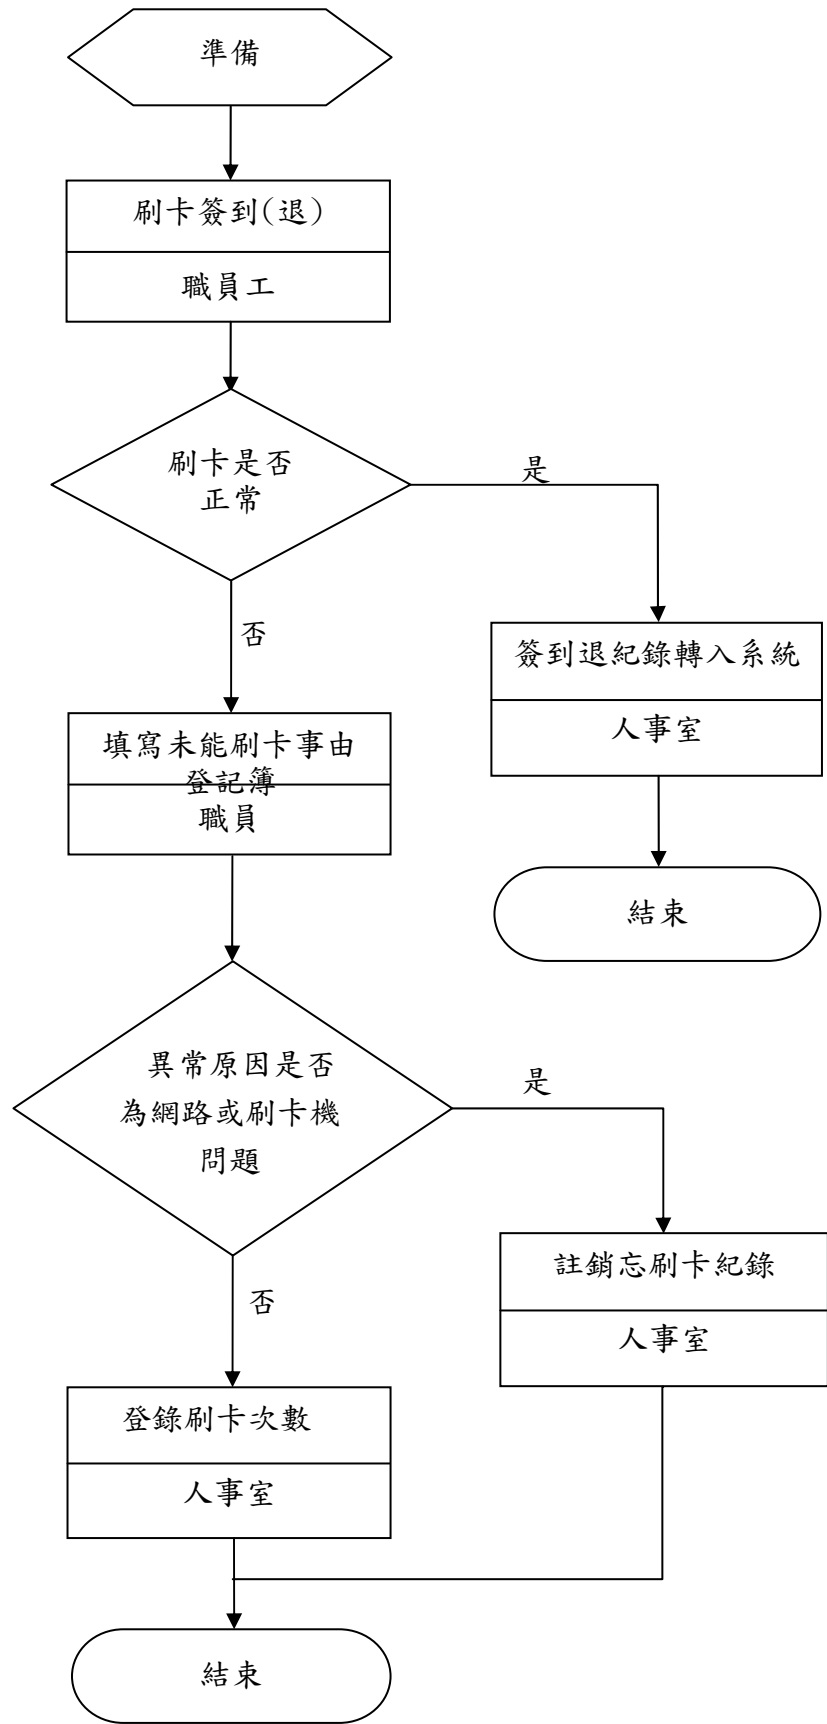 準備
刷卡簽到(退)
職員工
刷卡是否
正常
是
否
簽到退紀錄轉入系統
人事室
填寫未能刷卡事由
登記簿
職員
結束
異常原因是否
為網路或刷卡機
問題
是
否
註銷忘刷卡紀錄
人事室
登錄刷卡次數
人事室
結束